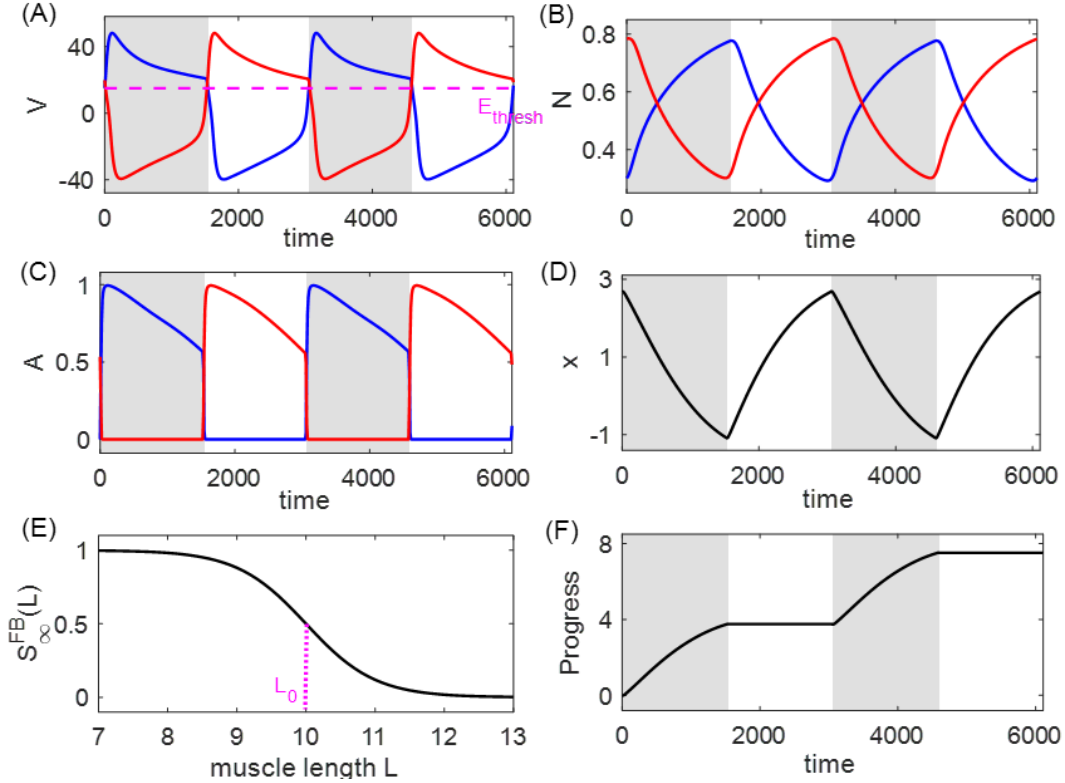 (A)
40
0
-40
V
E_thresh
0 2000 4000 6000
time
(B)
0.8
0.6
0.4
N
0 2000 4000 6000
time
(C)
1
0.5
0
A
0 2000 4000 6000
time
(D)
3
1
-1
x
0 2000 4000 6000
time
(E)
1
0.5
0
S_∞^FB(L)
L_0
7 8 9 10 11 12 13
muscle length L
(F)
8
4
0
Progress
0 2000 4000 6000
time